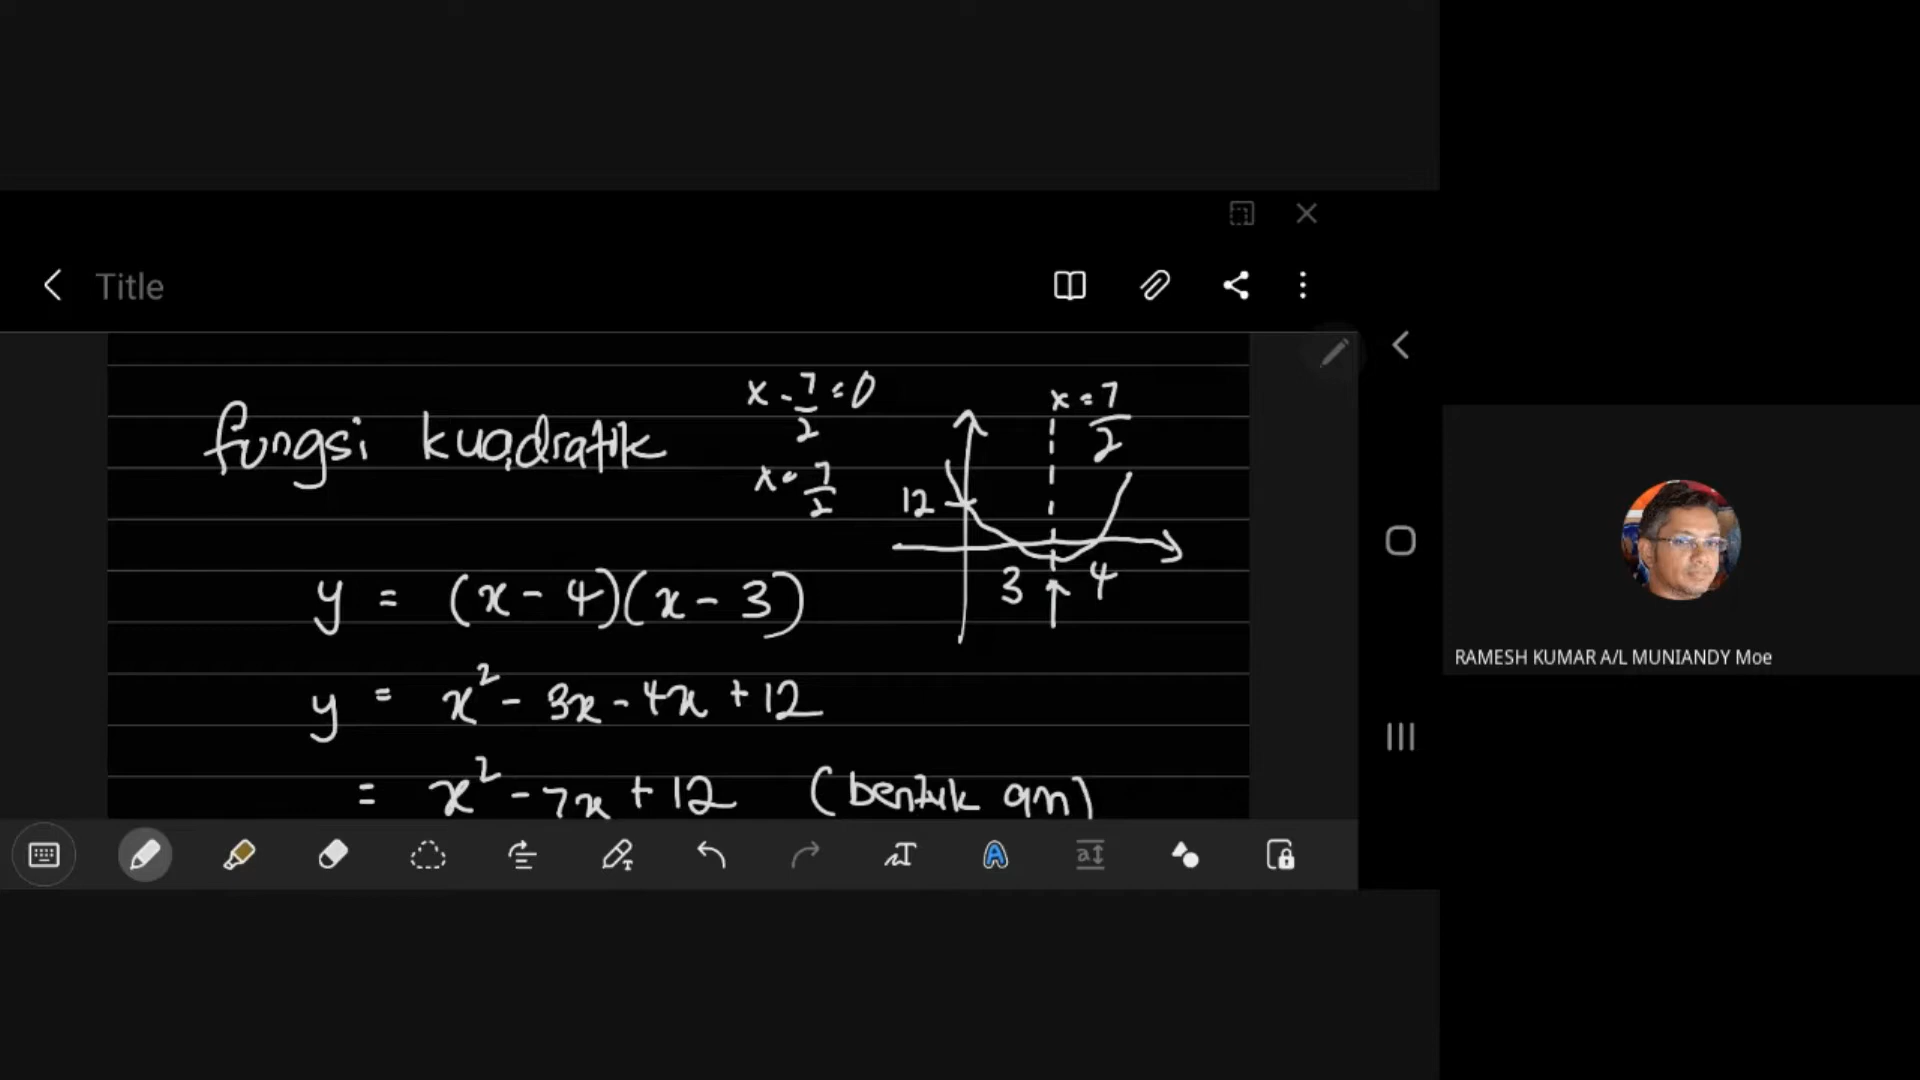 Title
fungsi kuadratik
x - 7/2 = 0
x = 7/2
x = 7/2
12
3 4
y = (x - 4)(x - 3)
y = x² - 3x - 4x + 12
= x² - 7x + 12 (bentuk am)
RAMESH KUMAR A/L MUNIANDY Moe